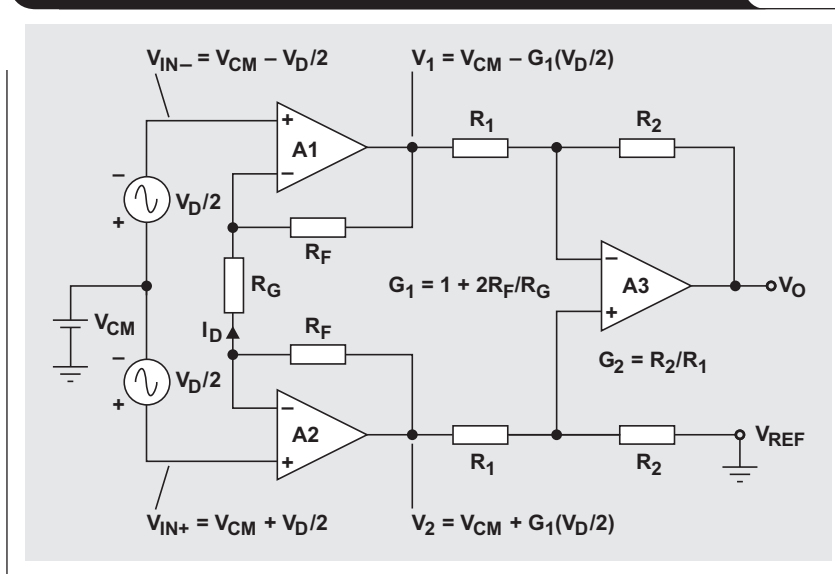 V_IN– = V_CM – V_D/2
V_1 = V_CM – G_1(V_D/2)
R_1
R_2
+
A1
–
–
V_D/2
+
R_F
R_G
G_1 = 1 + 2R_F/R_G
–
A3
+
V_O
V_CM
I_D
R_F
–
V_D/2
+
G_2 = R_2/R_1
–
A2
+
R_1
R_2
V_REF
V_IN+ = V_CM + V_D/2
V_2 = V_CM + G_1(V_D/2)